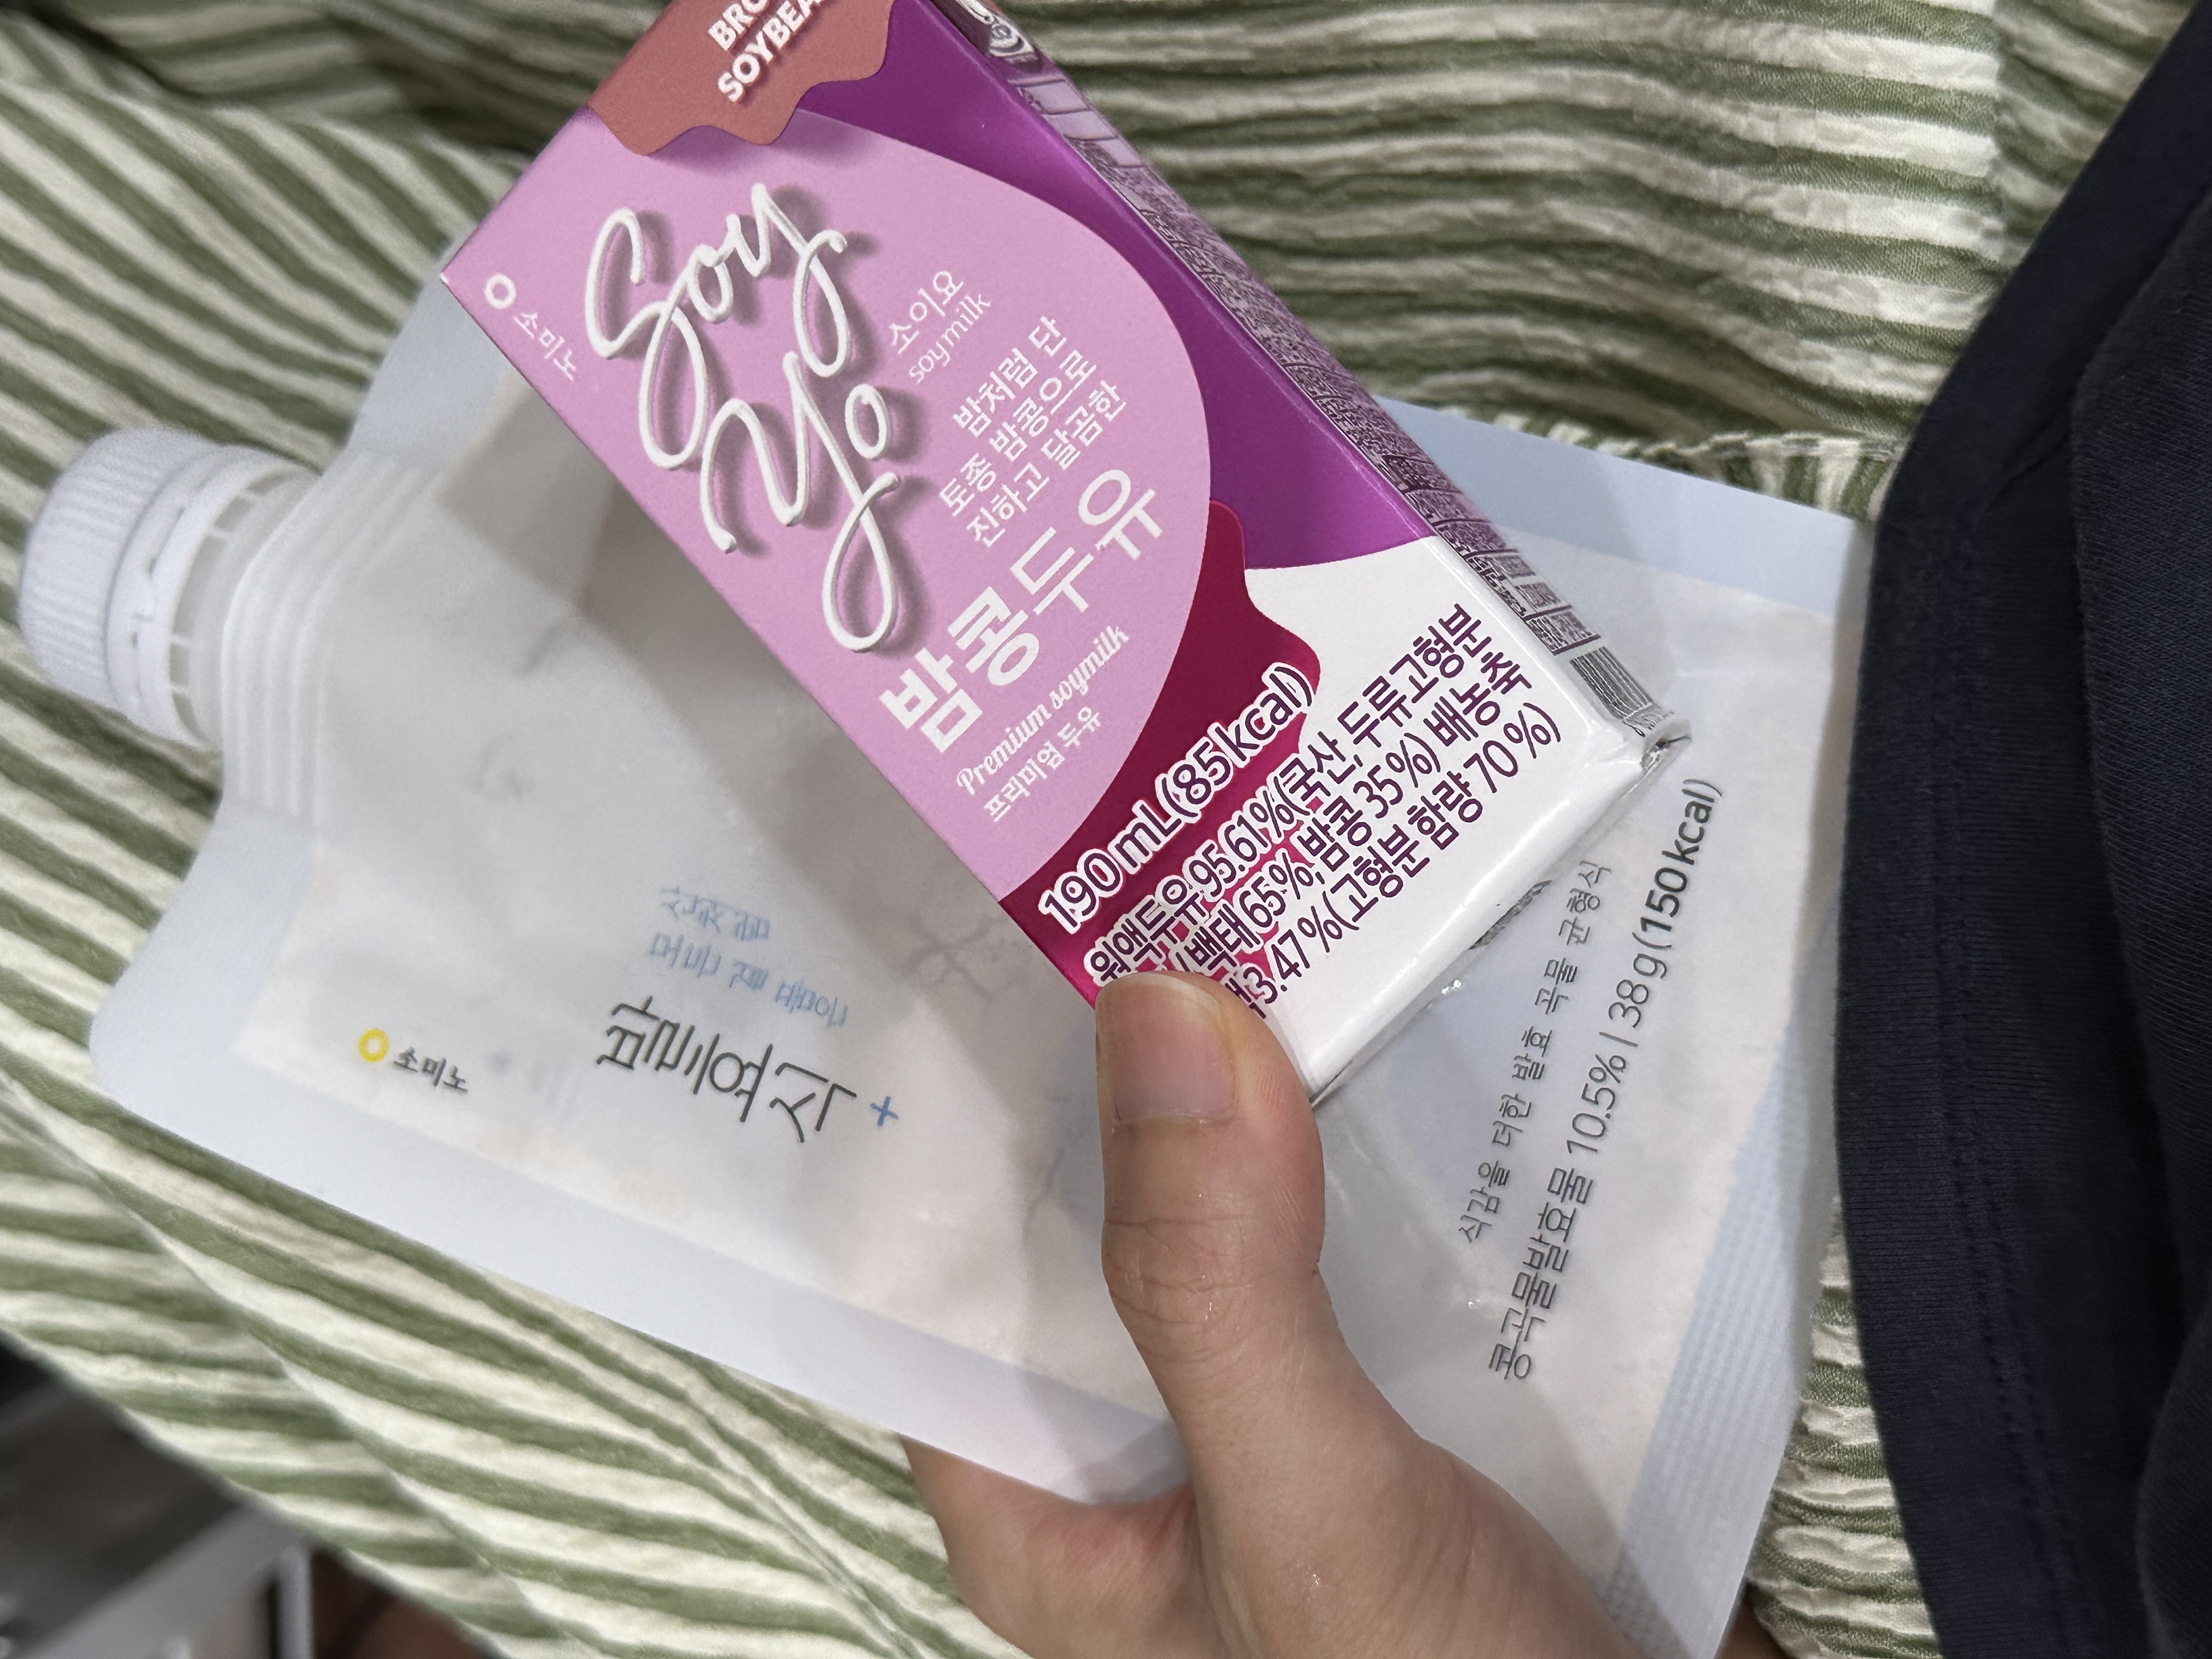 SOYBEA
소미노
Soy
Yo
소이요
soymilk
밤처럼 단
토종 밤콩으로
진하고 달콤한
밤콩두유
Premium soymilk
프리미엄 두유
190 mL(85 kcal)
원액두유 95.61%(국산, 두류고형분
백태 65%, 밤콩 35%) 배농축
3.47 %(고형분 함량 70 %)
소미노
모든 걸
발효식+
식감을 더한 발효 곡물 균형식
콩곡물발효물 10.5% | 38 g (150 kcal)